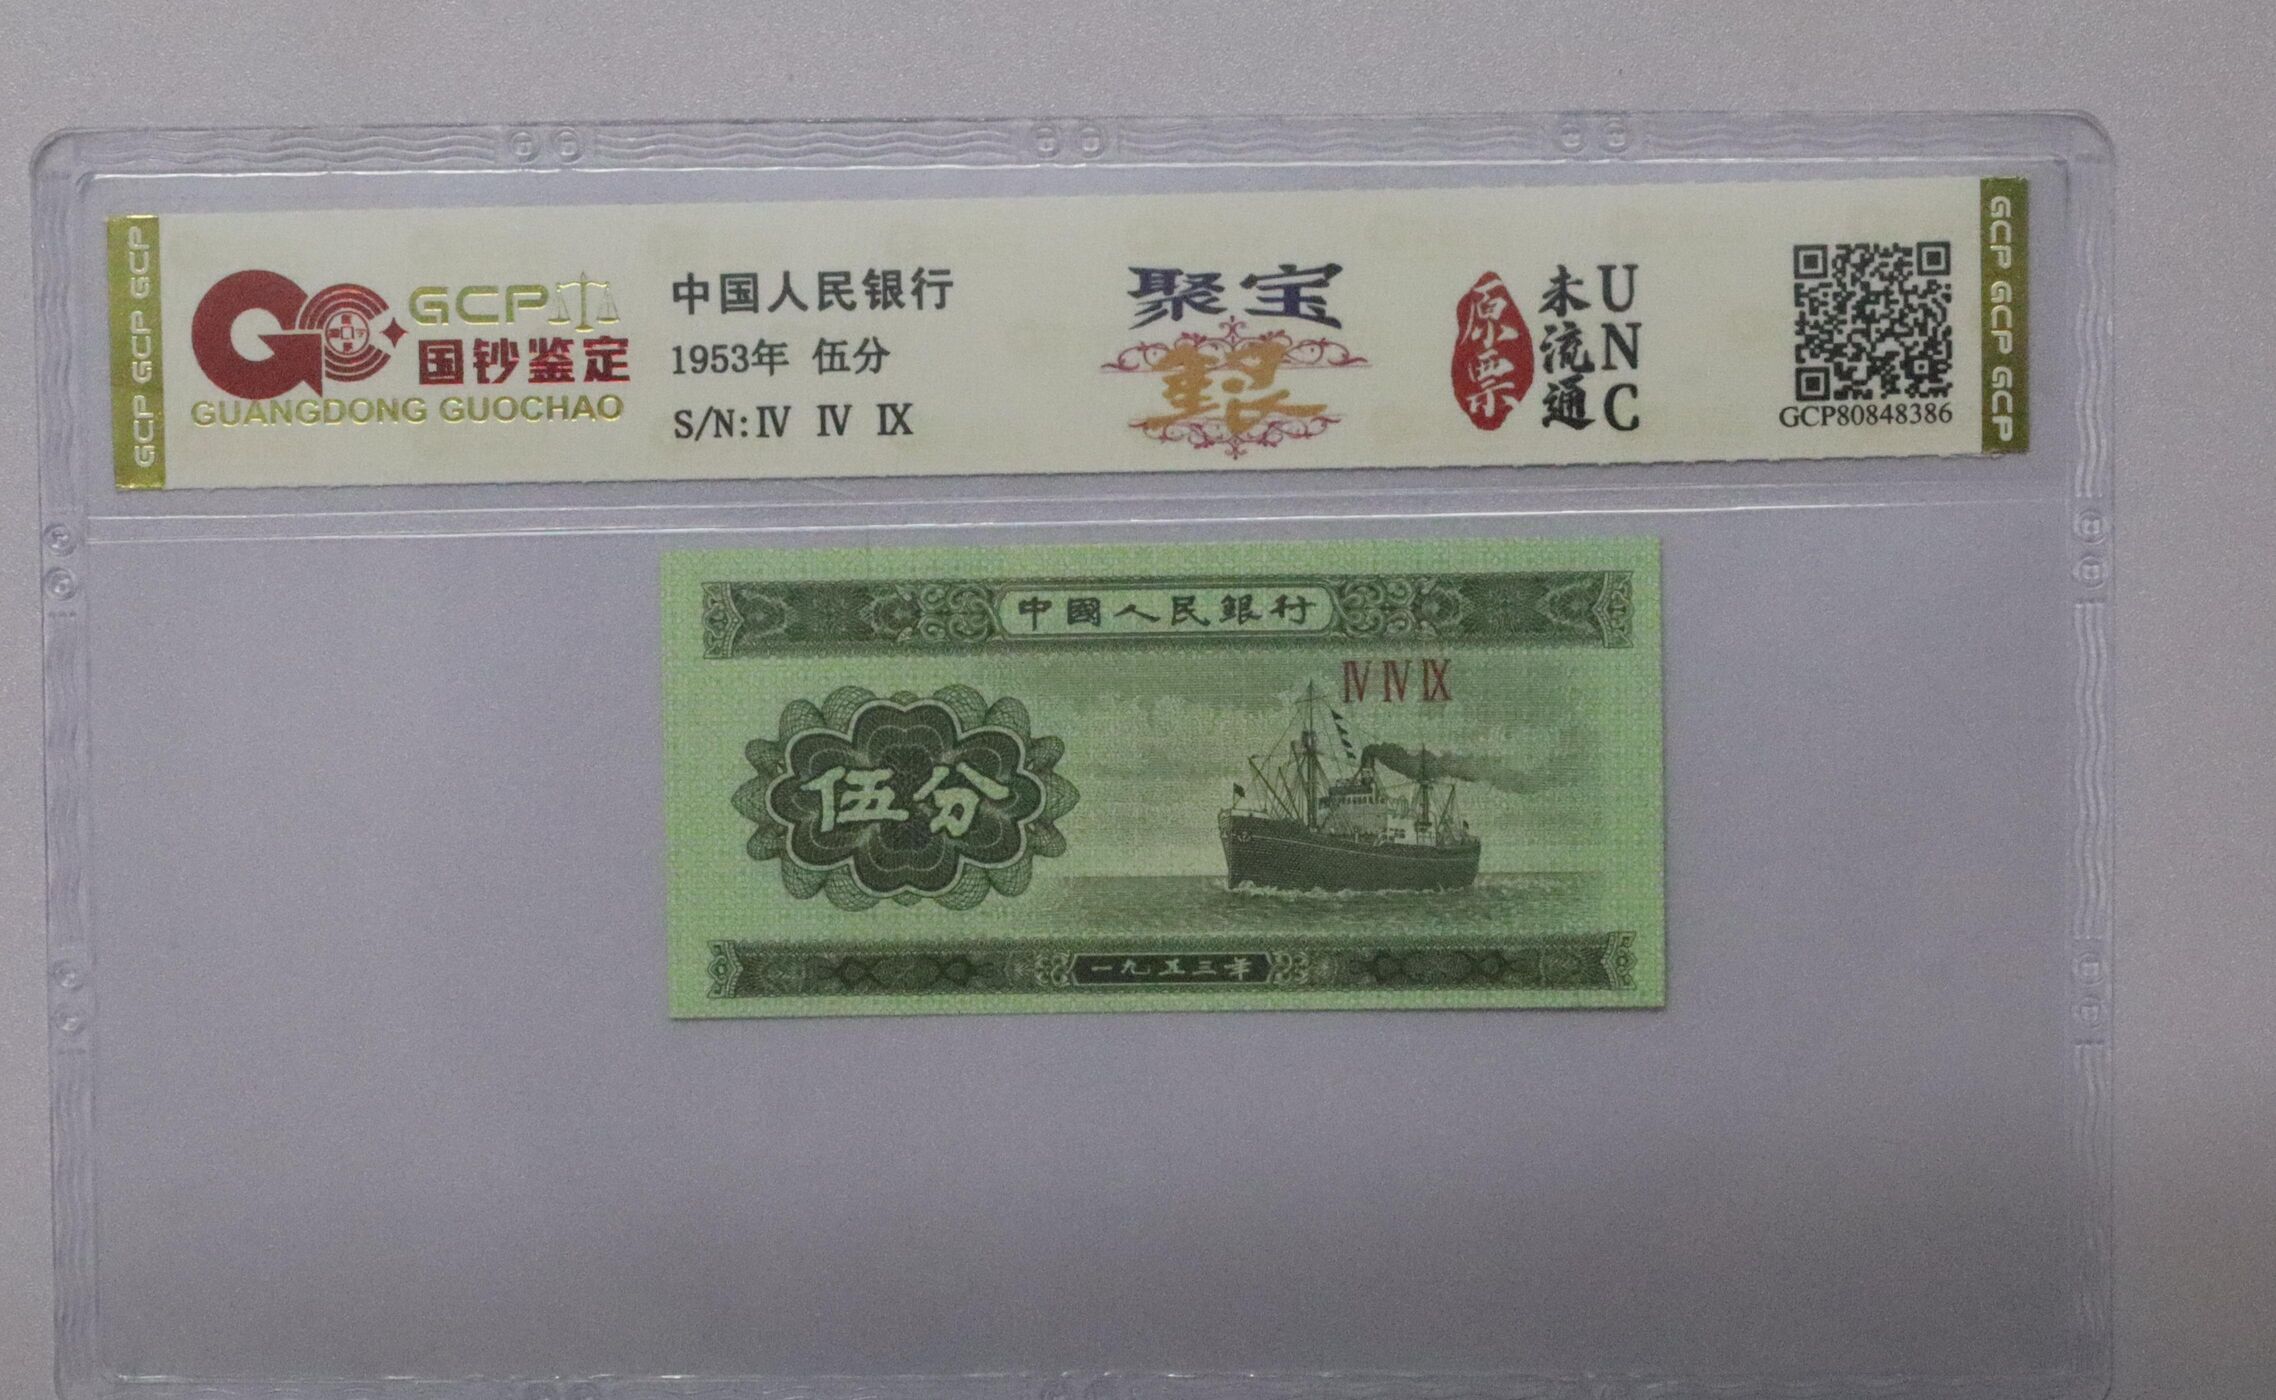 GCP GCP GCP
GCP
国钞鉴定
GUANGDONG GUOCHAO
中国人民银行
1953年 伍分
S/N:Ⅳ Ⅳ Ⅸ
聚宝
原票
未流通
UNC
GCP80848386
GCP GCP GCP
中國人民銀行
Ⅳ Ⅳ Ⅸ
伍分
一九五三年